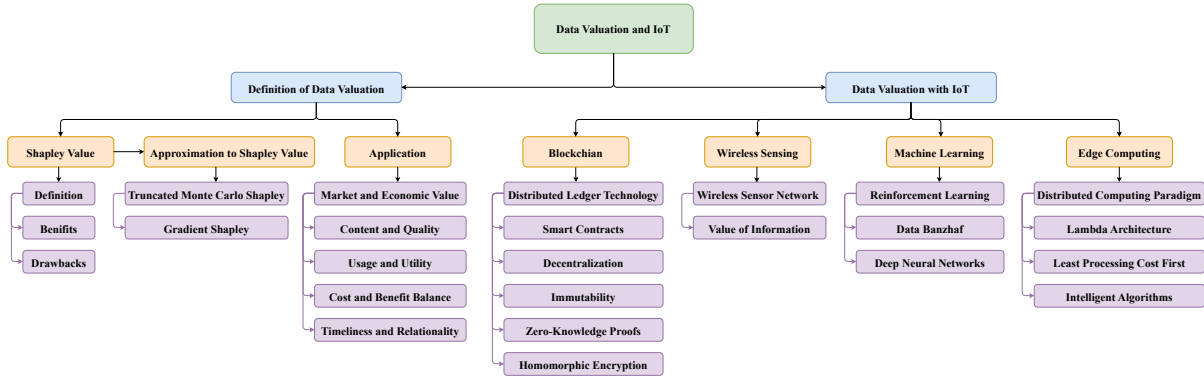 Data Valuation and IoT
Definition of Data Valuation
Data Valuation with IoT
Shapley Value
Approximation to Shapley Value
Application
Blockchian
Wireless Sensing
Machine Learning
Edge Computing
Definition
Truncated Monte Carlo Shapley
Market and Economic Value
Distributed Ledger Technology
Wireless Sensor Network
Reinforcement Learning
Distributed Computing Paradigm
Benifits
Gradient Shapley
Content and Quality
Smart Contracts
Value of Information
Data Banzhaf
Lambda Architecture
Drawbacks
Usage and Utility
Decentralization
Deep Neural Networks
Least Processing Cost First
Cost and Benefit Balance
Immutability
Intelligent Algorithms
Timeliness and Relationality
Zero-Knowledge Proofs
Homomorphic Encryption